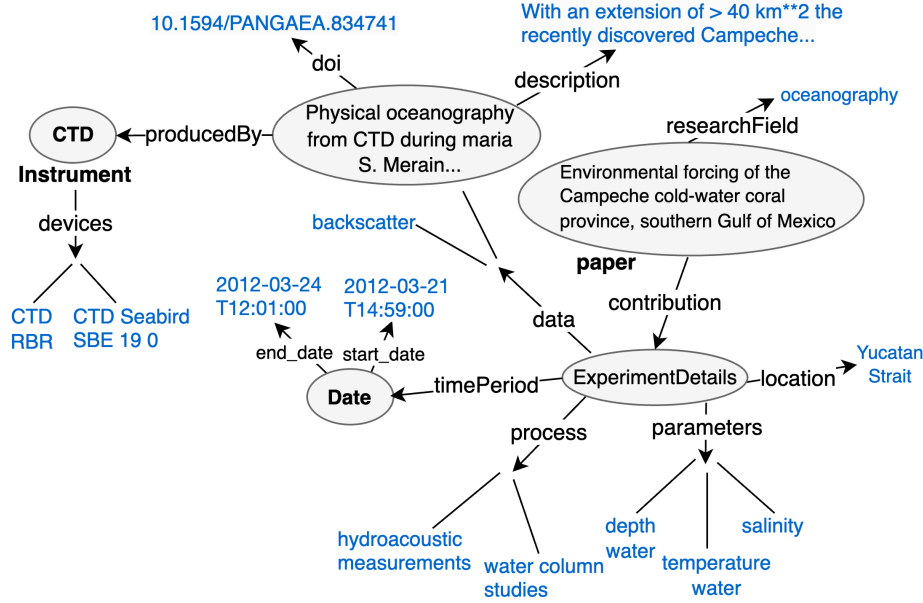 10.1594/PANGAEA.834741
With an extension of > 40 km**2 the
recently discovered Campeche...
doi
description
oceanography
researchField
CTD
producedBy
Physical oceanography
from CTD during maria
S. Merain...
Instrument
Environmental forcing of the
Campeche cold-water coral
province, southern Gulf of Mexico
paper
devices
backscatter
contribution
CTD
RBR
CTD Seabird
SBE 19 0
2012-03-24
T12:01:00
2012-03-21
T14:59:00
data
end_date
start_date
Date
timePeriod
ExperimentDetails
location
Yucatan
Strait
process
parameters
hydroacoustic
measurements
water column
studies
depth
water
temperature
water
salinity